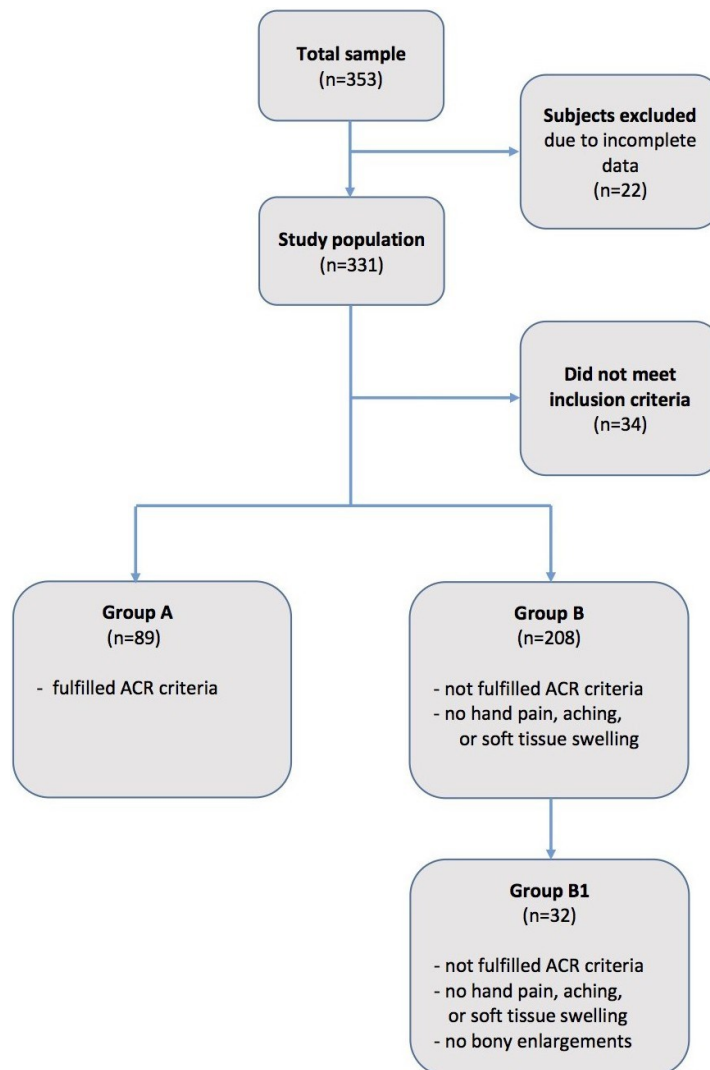 Total sample
(n=353)
Subjects excluded
due to incomplete
data
(n=22)
Study population
(n=331)
Did not meet
inclusion criteria
(n=34)
Group A
(n=89)
- fulfilled ACR criteria
Group B
(n=208)
- not fulfilled ACR criteria
- no hand pain, aching,
or soft tissue swelling
Group B1
(n=32)
- not fulfilled ACR criteria
- no hand pain, aching,
or soft tissue swelling
- no bony enlargements